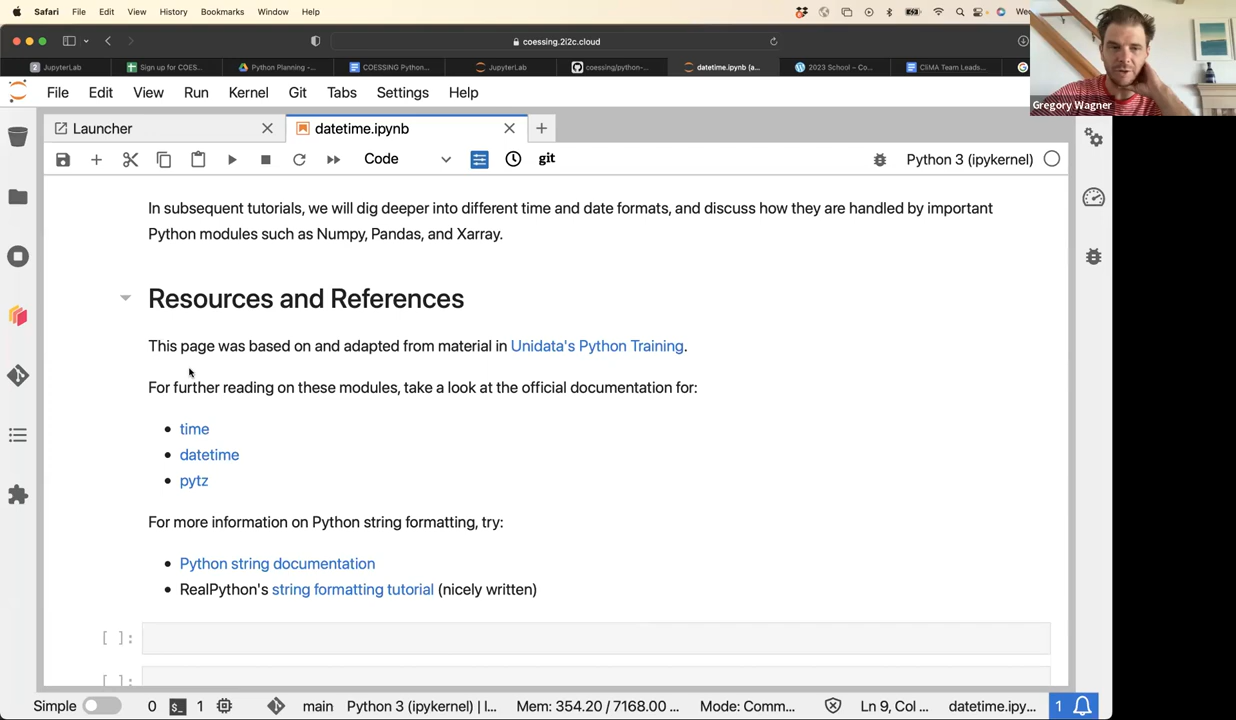 Safari File Edit View History Bookmarks Window Help
coessing.2i2c.cloud
JupyterLab Sign up for COES... Python Planning -... COESSING Python... JupyterLab coessing/python-... datetime.ipynb (a... 2023 School – Co... CliMA Team Leads...
File Edit View Run Kernel Git Tabs Settings Help
Gregory Wagner
Launcher datetime.ipynb
Code git Python 3 (ipykernel)
In subsequent tutorials, we will dig deeper into different time and date formats, and discuss how they are handled by important
Python modules such as Numpy, Pandas, and Xarray.
Resources and References
This page was based on and adapted from material in Unidata's Python Training.
For further reading on these modules, take a look at the official documentation for:
• time
• datetime
• pytz
For more information on Python string formatting, try:
• Python string documentation
• RealPython's string formatting tutorial (nicely written)
[ ]:
[ ]:
Simple 0 1 main Python 3 (ipykernel) | I... Mem: 354.20 / 7168.00 ... Mode: Comm... Ln 9, Col ... datetime.ipy... 1